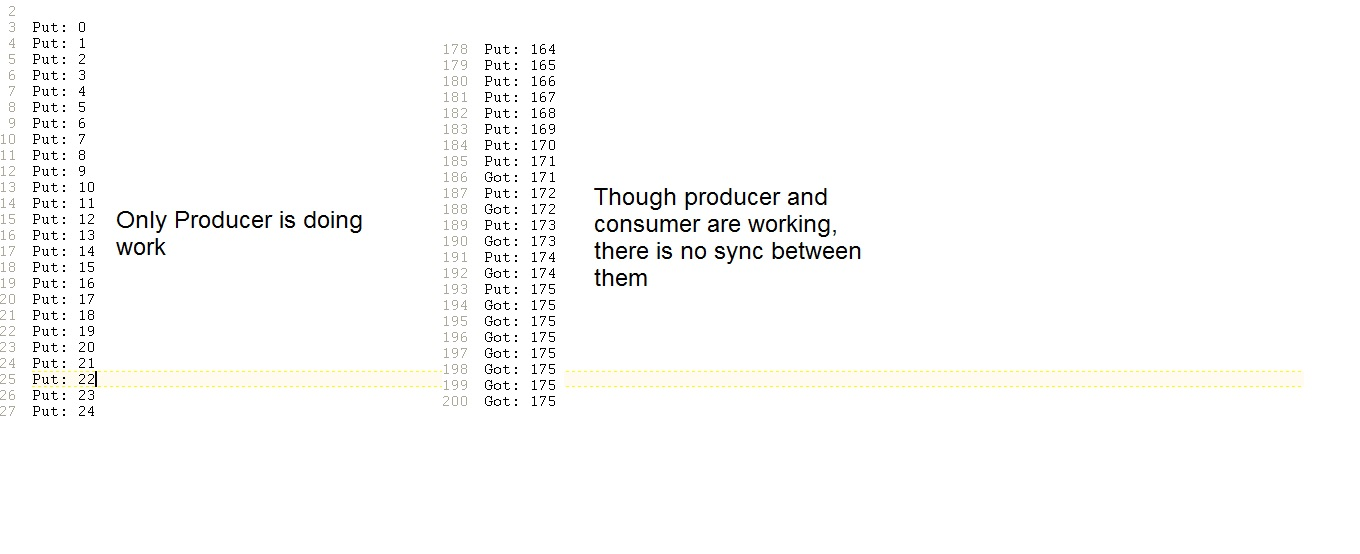 2
3 Put: 0
4 Put: 1
5 Put: 2
6 Put: 3
7 Put: 4
8 Put: 5
9 Put: 6
10 Put: 7
11 Put: 8
12 Put: 9
13 Put: 10
14 Put: 11
15 Put: 12
16 Put: 13
17 Put: 14
18 Put: 15
19 Put: 16
20 Put: 17
21 Put: 18
22 Put: 19
23 Put: 20
24 Put: 21
25 Put: 22
26 Put: 23
27 Put: 24
Only Producer is doing
work
178 Put: 164
179 Put: 165
180 Put: 166
181 Put: 167
182 Put: 168
183 Put: 169
184 Put: 170
185 Put: 171
186 Got: 171
187 Put: 172
188 Got: 172
189 Put: 173
190 Got: 173
191 Put: 174
192 Got: 174
193 Put: 175
194 Got: 175
195 Got: 175
196 Got: 175
197 Got: 175
198 Got: 175
199 Got: 175
200 Got: 175
Though producer and
consumer are working,
there is no sync between
them